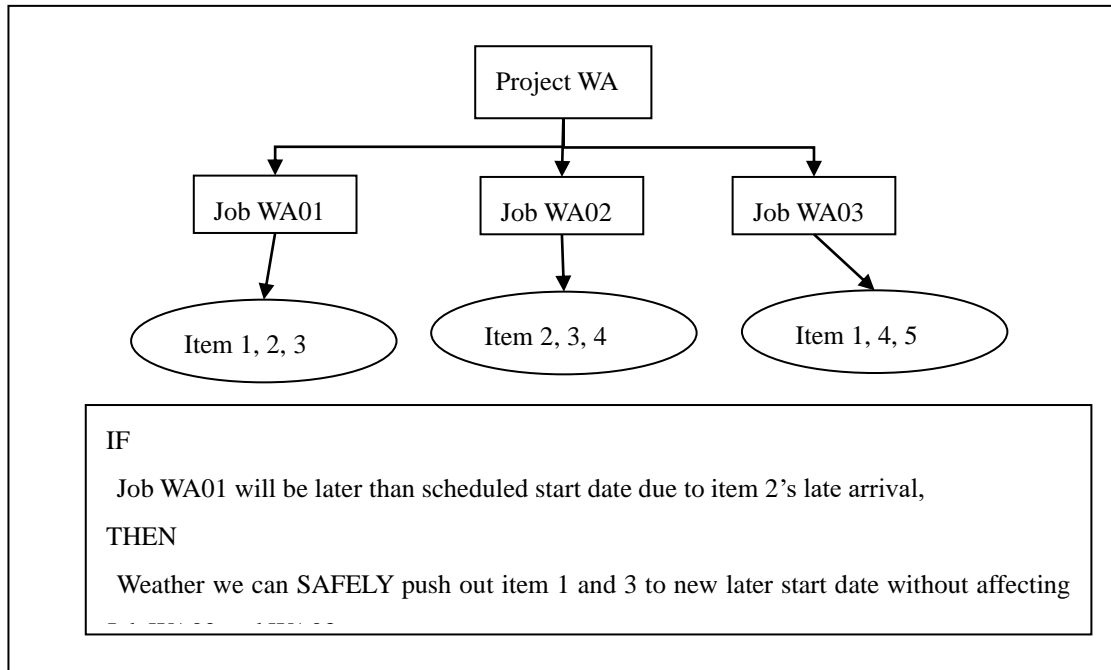 Project WA
Job WA01
Job WA02
Job WA03
Item 1, 2, 3
Item 2, 3, 4
Item 1, 4, 5
IF
Job WA01 will be later than scheduled start date due to item 2’s late arrival,
THEN
Weather we can SAFELY push out item 1 and 3 to new later start date without affecting